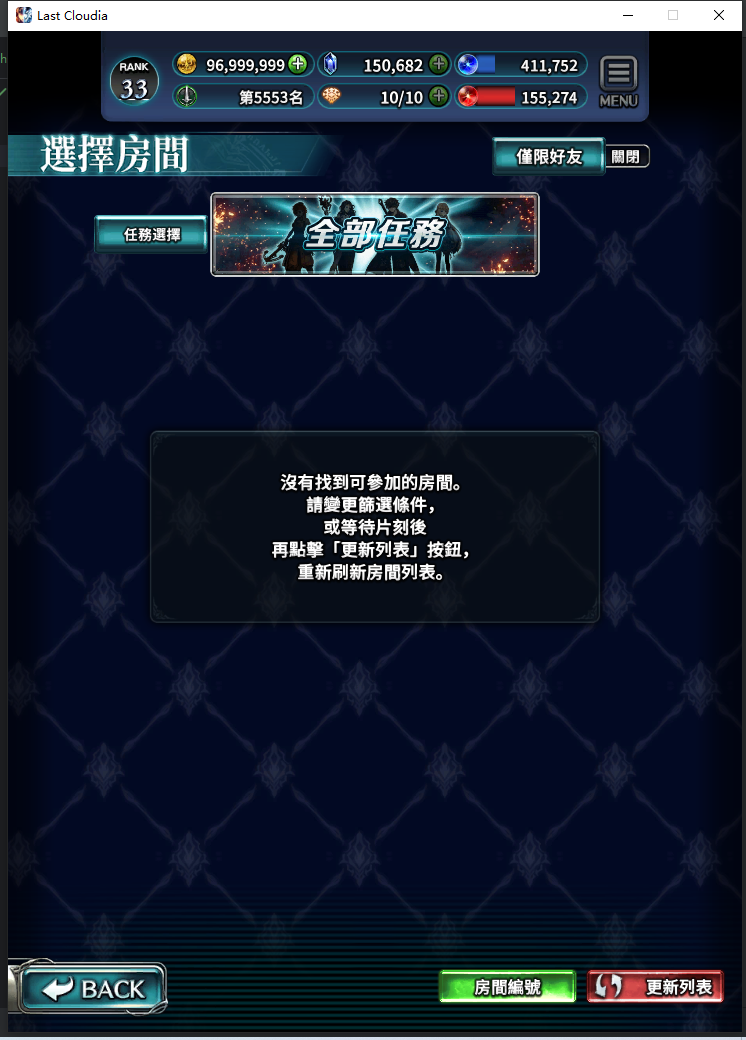 Last Cloudia
RANK
33
96,999,999
150,682
411,752
第5553名
10/10
155,274
MENU
選擇房間
僅限好友
關閉
任務選擇
全部任務
沒有找到可參加的房間。
請變更篩選條件，
或等待片刻後
再點擊「更新列表」按鈕，
重新刷新房間列表。
BACK
房間編號
更新列表